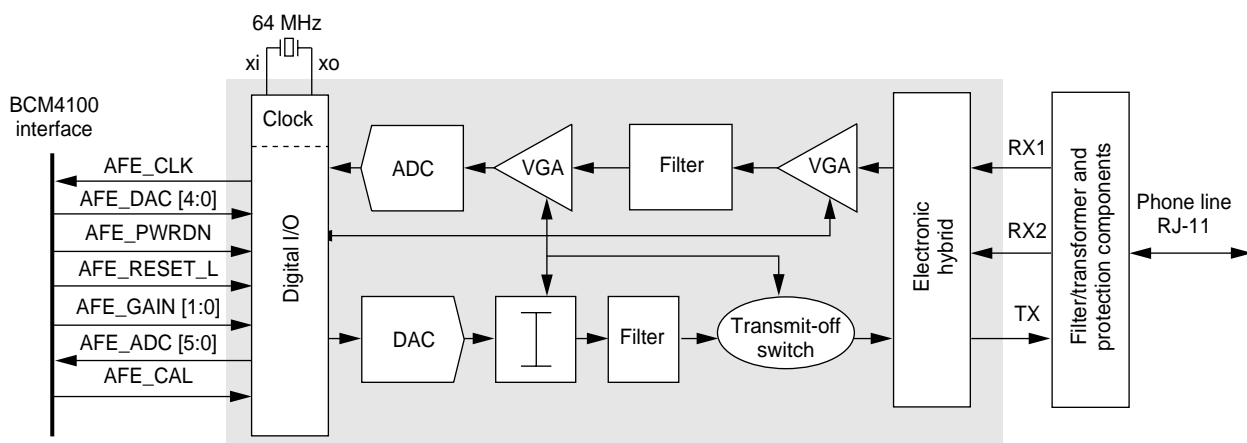 64 MHz
xi
xo
BCM4100
interface
AFE_CLK
AFE_DAC [4:0]
AFE_PWRDN
AFE_RESET_L
AFE_GAIN [1:0]
AFE_ADC [5:0]
AFE_CAL
Clock
Digital I/O
ADC
VGA
Filter
VGA
DAC
Filter
Transmit-off
switch
Electronic
hybrid
RX1
RX2
TX
Filter/transformer and
protection components
Phone line
RJ-11